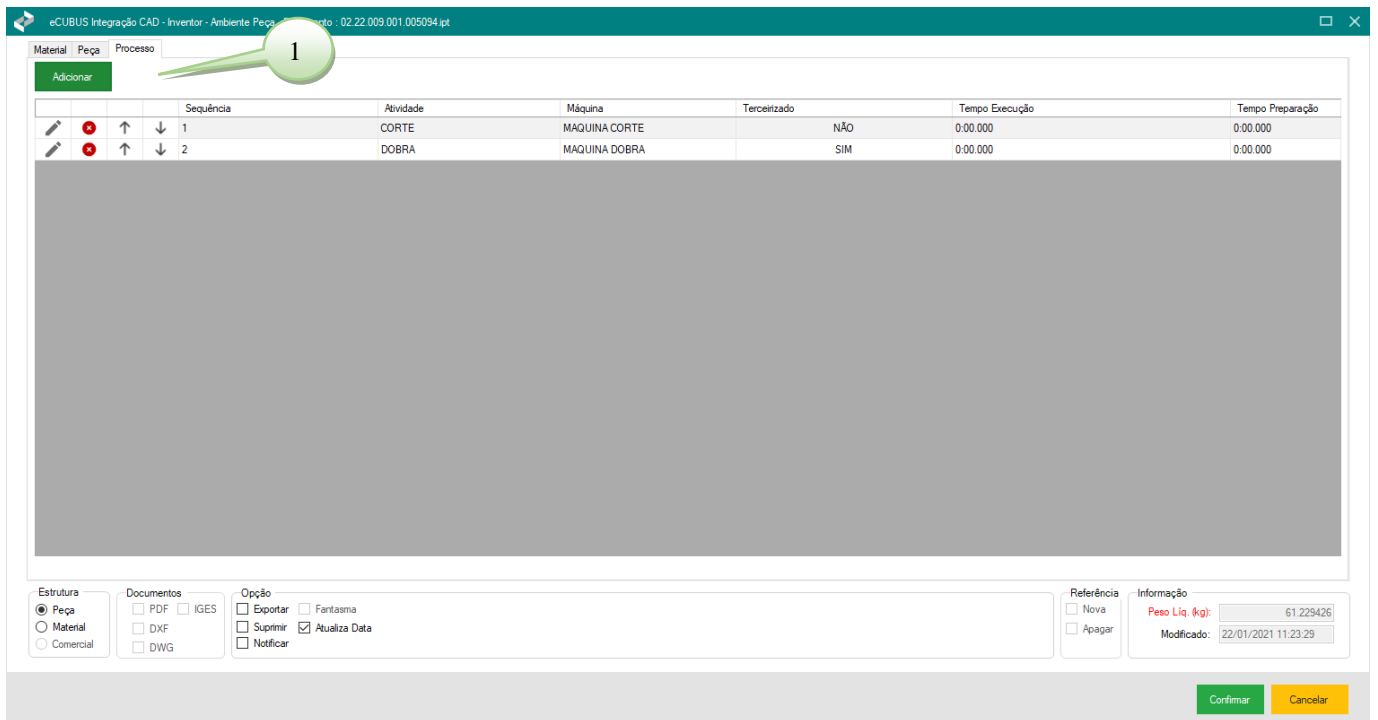 eCUBUS Integração CAD - Inventor - Ambiente Peça nto : 02.22.009.001.005094.ipt
1
Material Peça Processo
Adicionar
Sequência Atividade Máquina Terceirizado Tempo Execução Tempo Preparação
1 CORTE MAQUINA CORTE NÃO 0:00.000 0:00.000
2 DOBRA MAQUINA DOBRA SIM 0:00.000 0:00.000
Estrutura Documentos Opção Referência Informação
Peça PDF IGES Exportar Fantasma Nova Peso Líq. (kg): 61.229426
Material DXF Suprimir Atualiza Data Apagar Modificado: 22/01/2021 11:23:29
Comercial DWG Notificar
Confirmar Cancelar